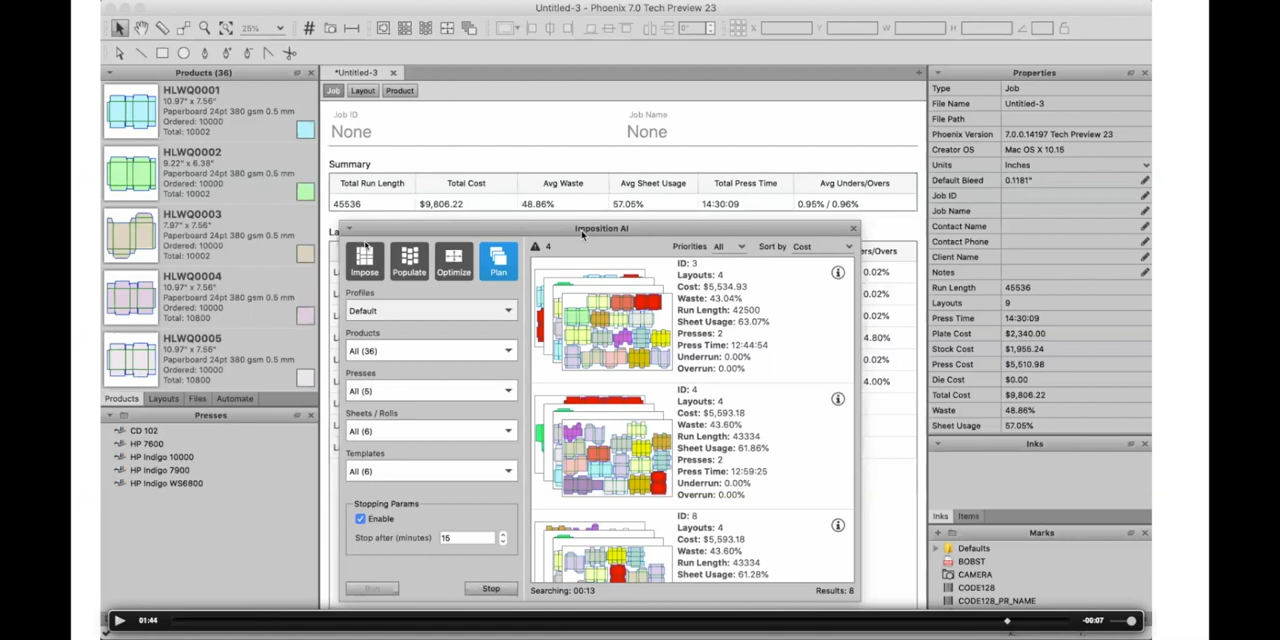 Untitled-3 - Phoenix 7.0 Tech Preview 23
25%
Products (36)
HLWQ0001
10.97" x 7.56"
Paperboard 24pt 380 gsm 0.5 mm
Ordered: 10000
Total: 10002
HLWQ0002
9.22" x 6.38"
Paperboard 24pt 380 gsm 0.5 mm
Ordered: 10000
Total: 10002
HLWQ0003
7.97" x 7.56"
Paperboard 24pt 380 gsm 0.5 mm
Ordered: 10000
Total: 10002
HLWQ0004
10.97" x 7.56"
Paperboard 24pt 380 gsm 0.5 mm
Ordered: 10000
Total: 10800
HLWQ0005
10.97" x 7.56"
Paperboard 24pt 380 gsm 0.5 mm
Ordered: 10000
Total: 10800
Products Layouts Files Automate
Presses
CD 102
HP 7600
HP Indigo 10000
HP Indigo 7900
HP Indigo WS6800
*Untitled-3
Job Layout Product
Job ID Job Name
None None
Summary
Total Run Length Total Cost Avg Waste Avg Sheet Usage Total Press Time Avg Unders/Overs
45536 $9,806.22 48.86% 57.05% 14:30:09 0.95% / 0.96%
Imposition AI
Impose Populate Optimize Plan
Profiles
Default
Products
All (36)
Presses
All (5)
Sheets / Rolls
All (6)
Templates
All (6)
Stopping Params
Enable
Stop after (minutes) 15
Run Stop
4 Priorities All Sort by Cost
ID: 3
Layouts: 4
Cost: $5,534.93
Waste: 43.04%
Run Length: 42500
Sheet Usage: 63.07%
Presses: 2
Press Time: 12:44:54
Underrun: 0.00%
Overrun: 0.00%
ID: 4
Layouts: 4
Cost: $5,593.18
Waste: 43.60%
Run Length: 43334
Sheet Usage: 61.86%
Presses: 2
Press Time: 12:59:25
Underrun: 0.00%
Overrun: 0.00%
ID: 8
Layouts: 4
Cost: $5,593.18
Waste: 43.60%
Run Length: 43334
Sheet Usage: 61.28%
Searching: 00:13 Results: 8
ers/Overs
0.02%
0.02%
0.02%
4.80%
0.02%
4.00%
Properties
Type Job
File Name Untitled-3
File Path
Phoenix Version 7.0.0.14197 Tech Preview 23
Creator OS Mac OS X 10.15
Units Inches
Default Bleed 0.1181"
Job ID
Job Name
Contact Name
Contact Phone
Client Name
Notes
Run Length 45536
Layouts 9
Press Time 14:30:09
Plate Cost $2,340.00
Stock Cost $1,955.24
Press Cost $5,510.98
Die Cost $0.00
Total Cost $9,806.22
Waste 48.86%
Sheet Usage 57.05%
Inks
Inks Items
Marks
Defaults
BOBST
CAMERA
CODE128
CODE128_PR_NAME
01:44 -00:07